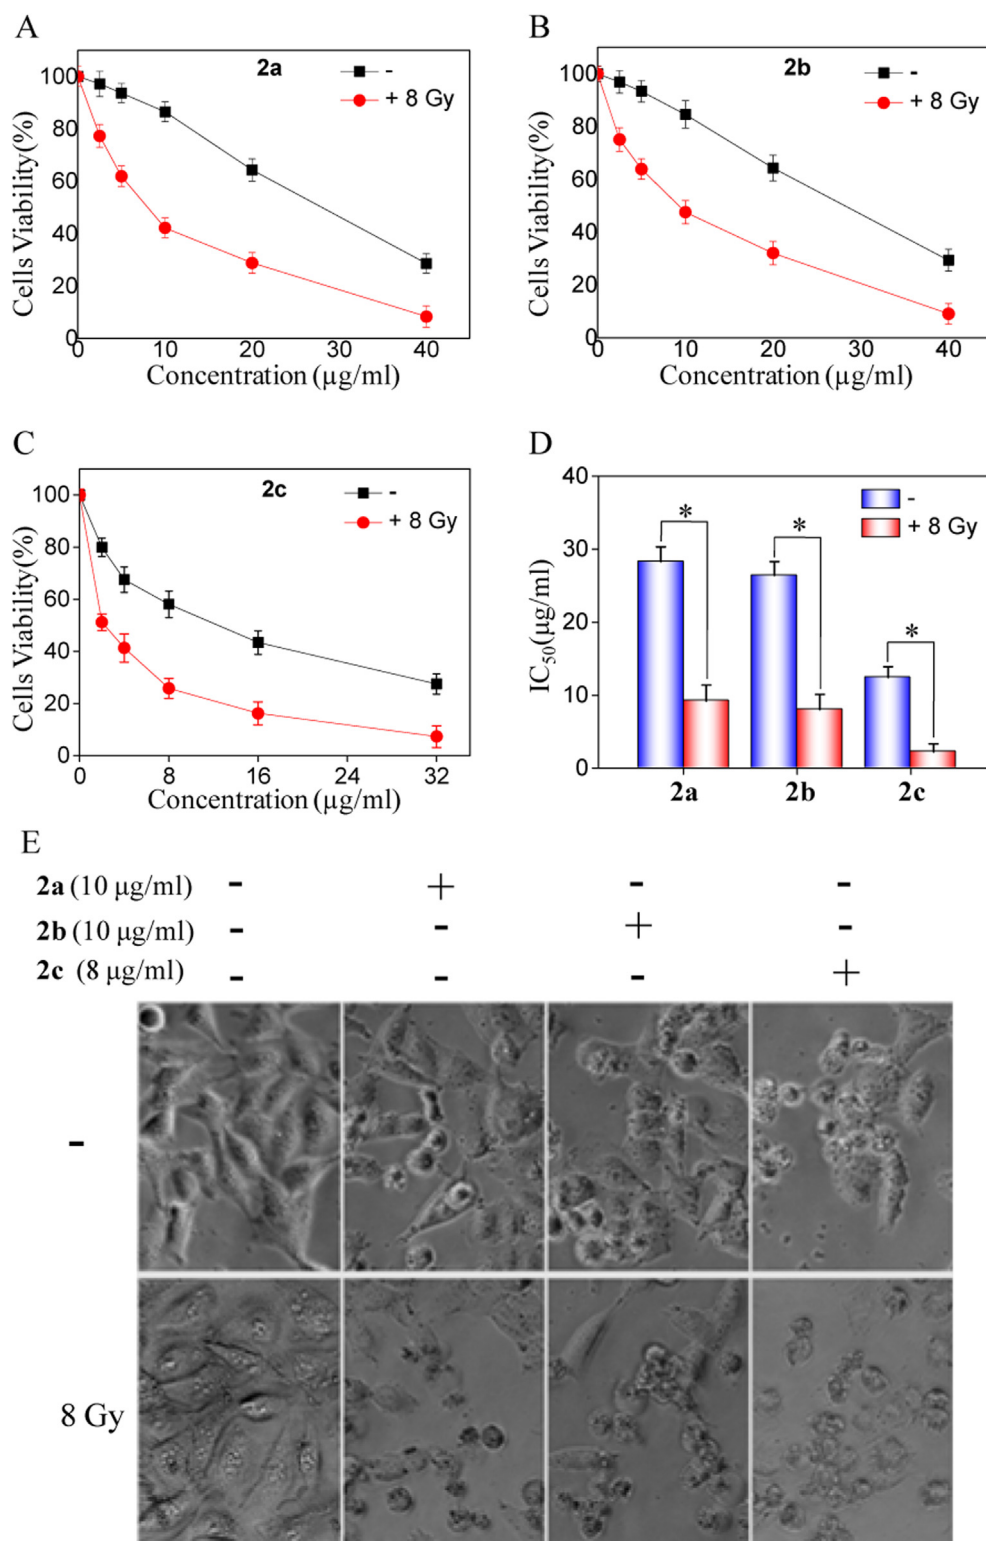 A
2a
-
+ 8 Gy
100
80
60
40
20
0
0 10 20 30 40
Cells Viability(%)
Concentration (µg/ml)
B
2b
-
+ 8 Gy
100
80
60
40
20
0
0 10 20 30 40
Cells Viability(%)
Concentration (µg/ml)
C
2c
-
+ 8 Gy
100
80
60
40
20
0
0 8 16 24 32
Cells Viability(%)
Concentration (µg/ml)
D
-
+ 8 Gy
40
30
20
10
0
* * *
IC50(µg/ml)
2a 2b 2c
E
2a (10 µg/ml) - + - -
2b (10 µg/ml) - - + -
2c (8 µg/ml) - - - +
-
8 Gy